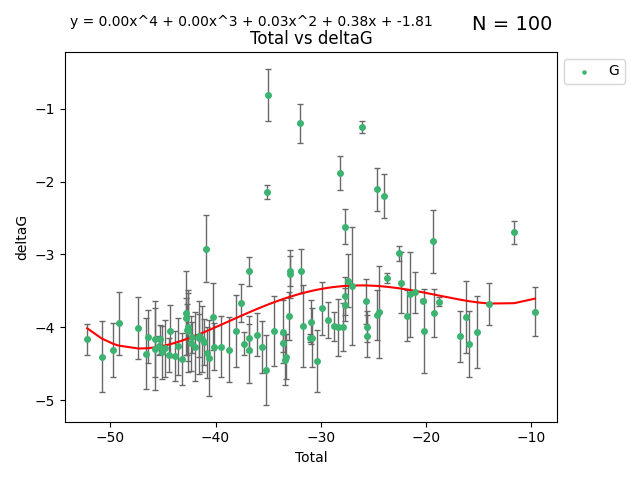 y = 0.00x^4 + 0.00x^3 + 0.03x^2 + 0.38x + -1.81
N = 100
Total vs deltaG
G
deltaG
−1
−2
−3
−4
−5
−50
−40
−30
−20
−10
Total